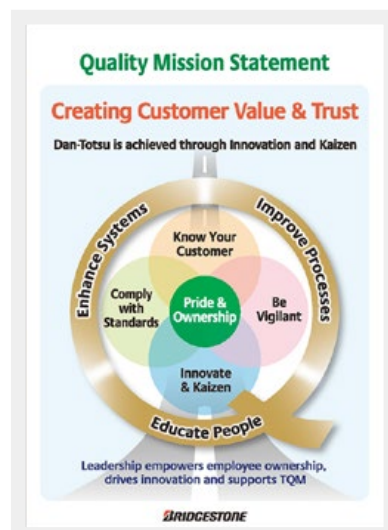 Quality Mission Statement
Creating Customer Value & Trust
Dan-Totsu is achieved through Innovation and Kaizen
Enhance Systems
Improve Processes
Know Your
Customer
Comply
with
Standards
Pride &
Ownership
Be
Vigilant
Innovate
& Kaizen
Educate People
Leadership empowers employee ownership,
drives innovation and supports TQM
BRIDGESTONE